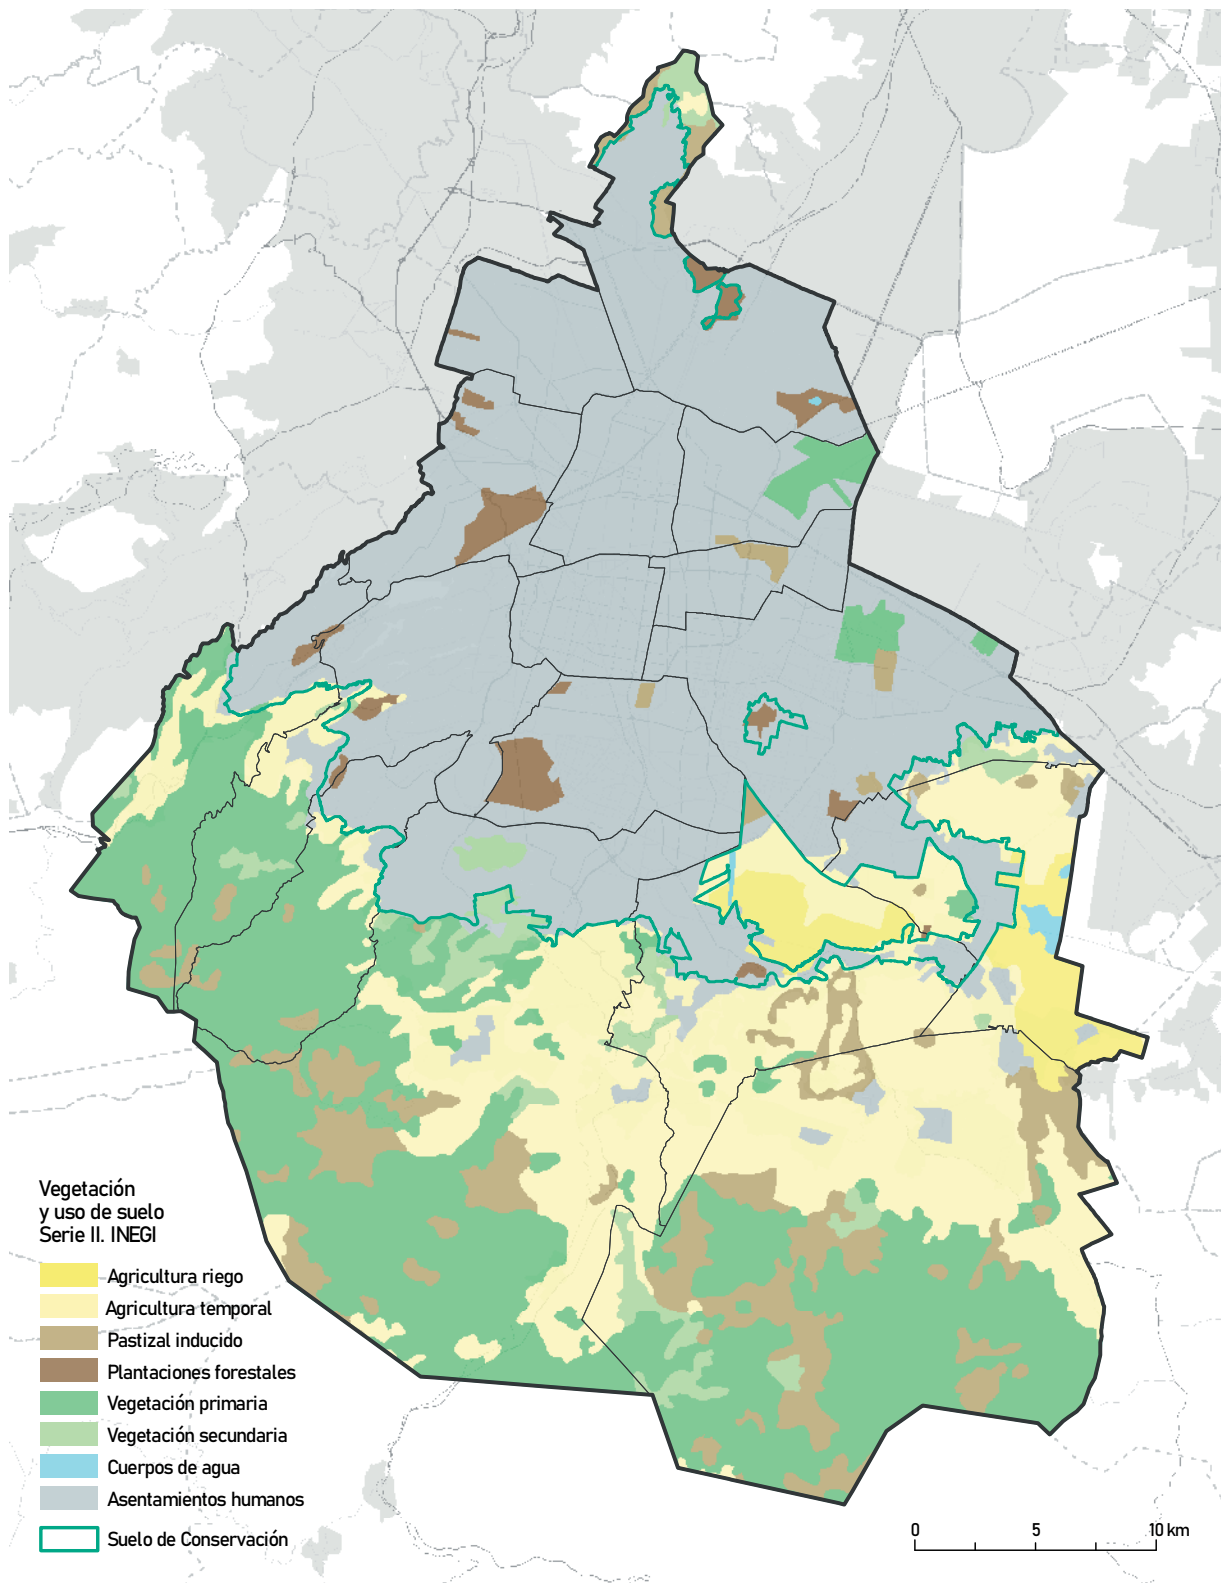 Vegetación
y uso de suelo
Serie II. INEGI
Agricultura riego
Agricultura temporal
Pastizal inducido
Plantaciones forestales
Vegetación primaria
Vegetación secundaria
Cuerpos de agua
Asentamientos humanos
Suelo de Conservación
0 5 10 km